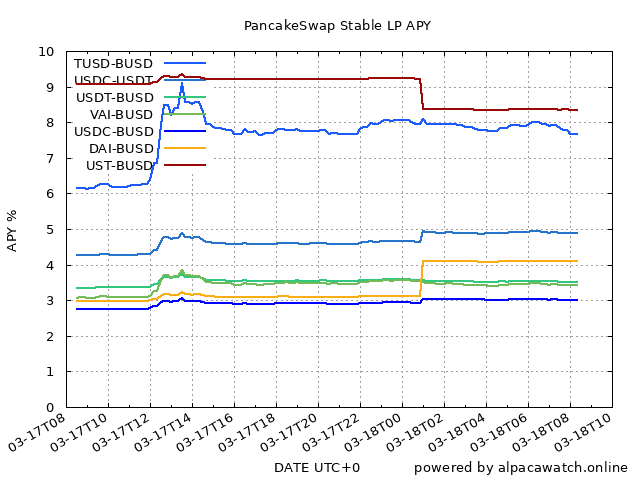 PancakeSwap Stable LP APY
10
9
8
7
6
5
4
3
2
1
0
APY %
TUSD-BUSD
USDC-USDT
USDT-BUSD
VAI-BUSD
USDC-BUSD
DAI-BUSD
UST-BUSD
03-17T08
03-17T10
03-17T12
03-17T14
03-17T16
03-17T18
03-17T20
03-17T22
03-18T00
03-18T02
03-18T04
03-18T06
03-18T08
03-18T10
DATE UTC+0
powered by alpacawatch.online